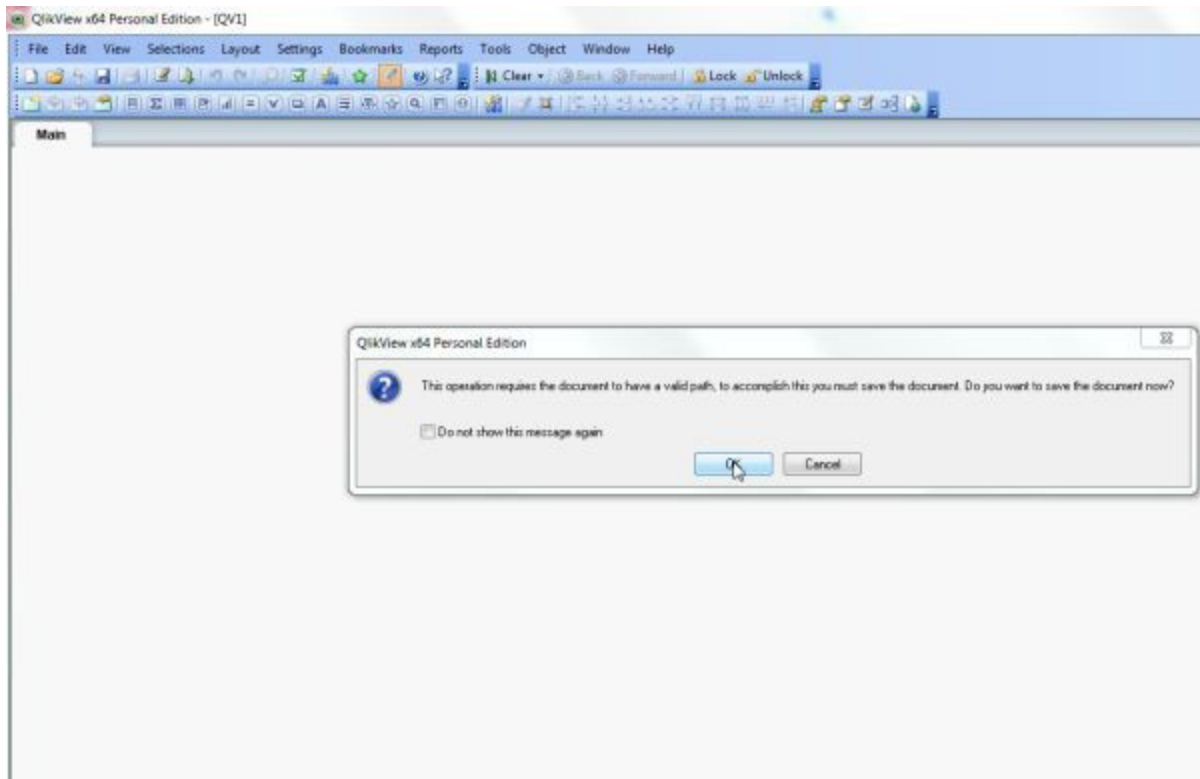 QlikView x64 Personal Edition - [QV1]
File Edit View Selections Layout Settings Bookmarks Reports Tools Object Window Help
Clear Back Forward Lock Unlock
Main
QlikView x64 Personal Edition
This operation requires the document to have a valid path, to accomplish this you must save the document. Do you want to save the document now?
Do not show this message again
OK Cancel